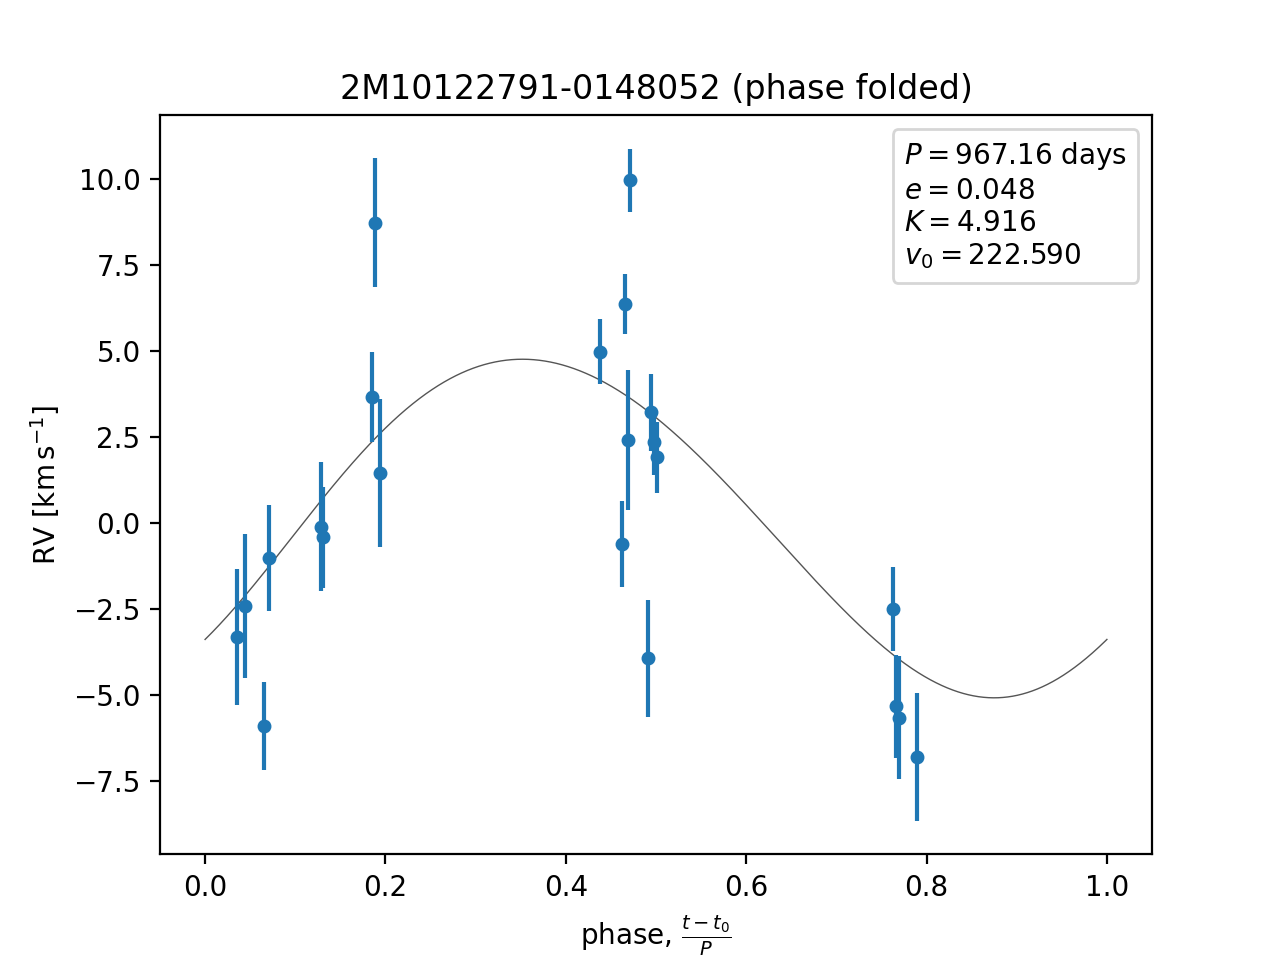 2M10122791-0148052 (phase folded)
P = 967.16 days
e = 0.048
K = 4.916
v₀ = 222.590
10.0
7.5
5.0
2.5
0.0
−2.5
−5.0
−7.5
RV [km s⁻¹]
0.0 0.2 0.4 0.6 0.8 1.0
phase, (t − t₀)/P